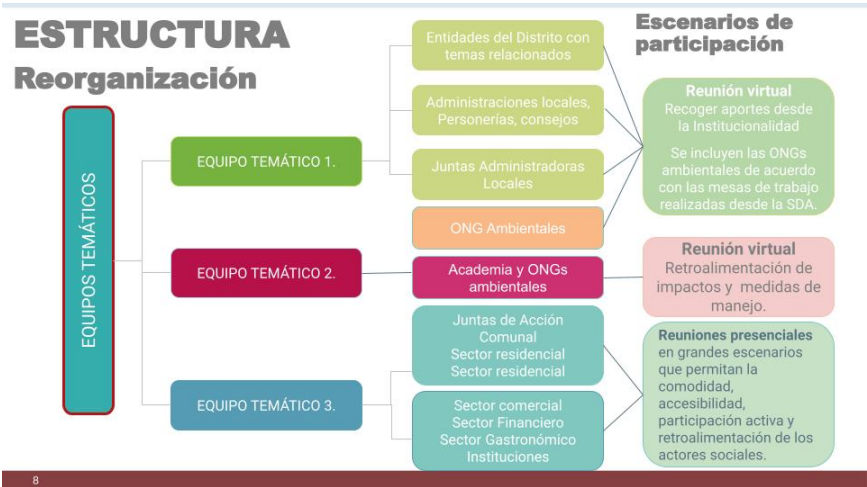 ESTRUCTURA
Reorganización
Escenarios de
participación
EQUIPOS TEMÁTICOS
EQUIPO TEMÁTICO 1.
Entidades del Distrito con
temas relacionados
Administraciones locales,
Personerías, consejos
Juntas Administradoras
Locales
ONG Ambientales
Reunión virtual
Recoger aportes desde
la Institucionalidad
Se incluyen las ONGs
ambientales de acuerdo
con las mesas de trabajo
realizadas desde la SDA.
EQUIPO TEMÁTICO 2.
Academia y ONGs
ambientales
Reunión virtual
Retroalimentación de
impactos y medidas de
manejo.
EQUIPO TEMÁTICO 3.
Juntas de Acción
Comunal
Sector residencial
Sector residencial
Sector comercial
Sector Financiero
Sector Gastronómico
Instituciones
Reuniones presenciales
en grandes escenarios
que permitan la
comodidad,
accesibilidad,
participación activa y
retroalimentación de los
actores sociales.
8